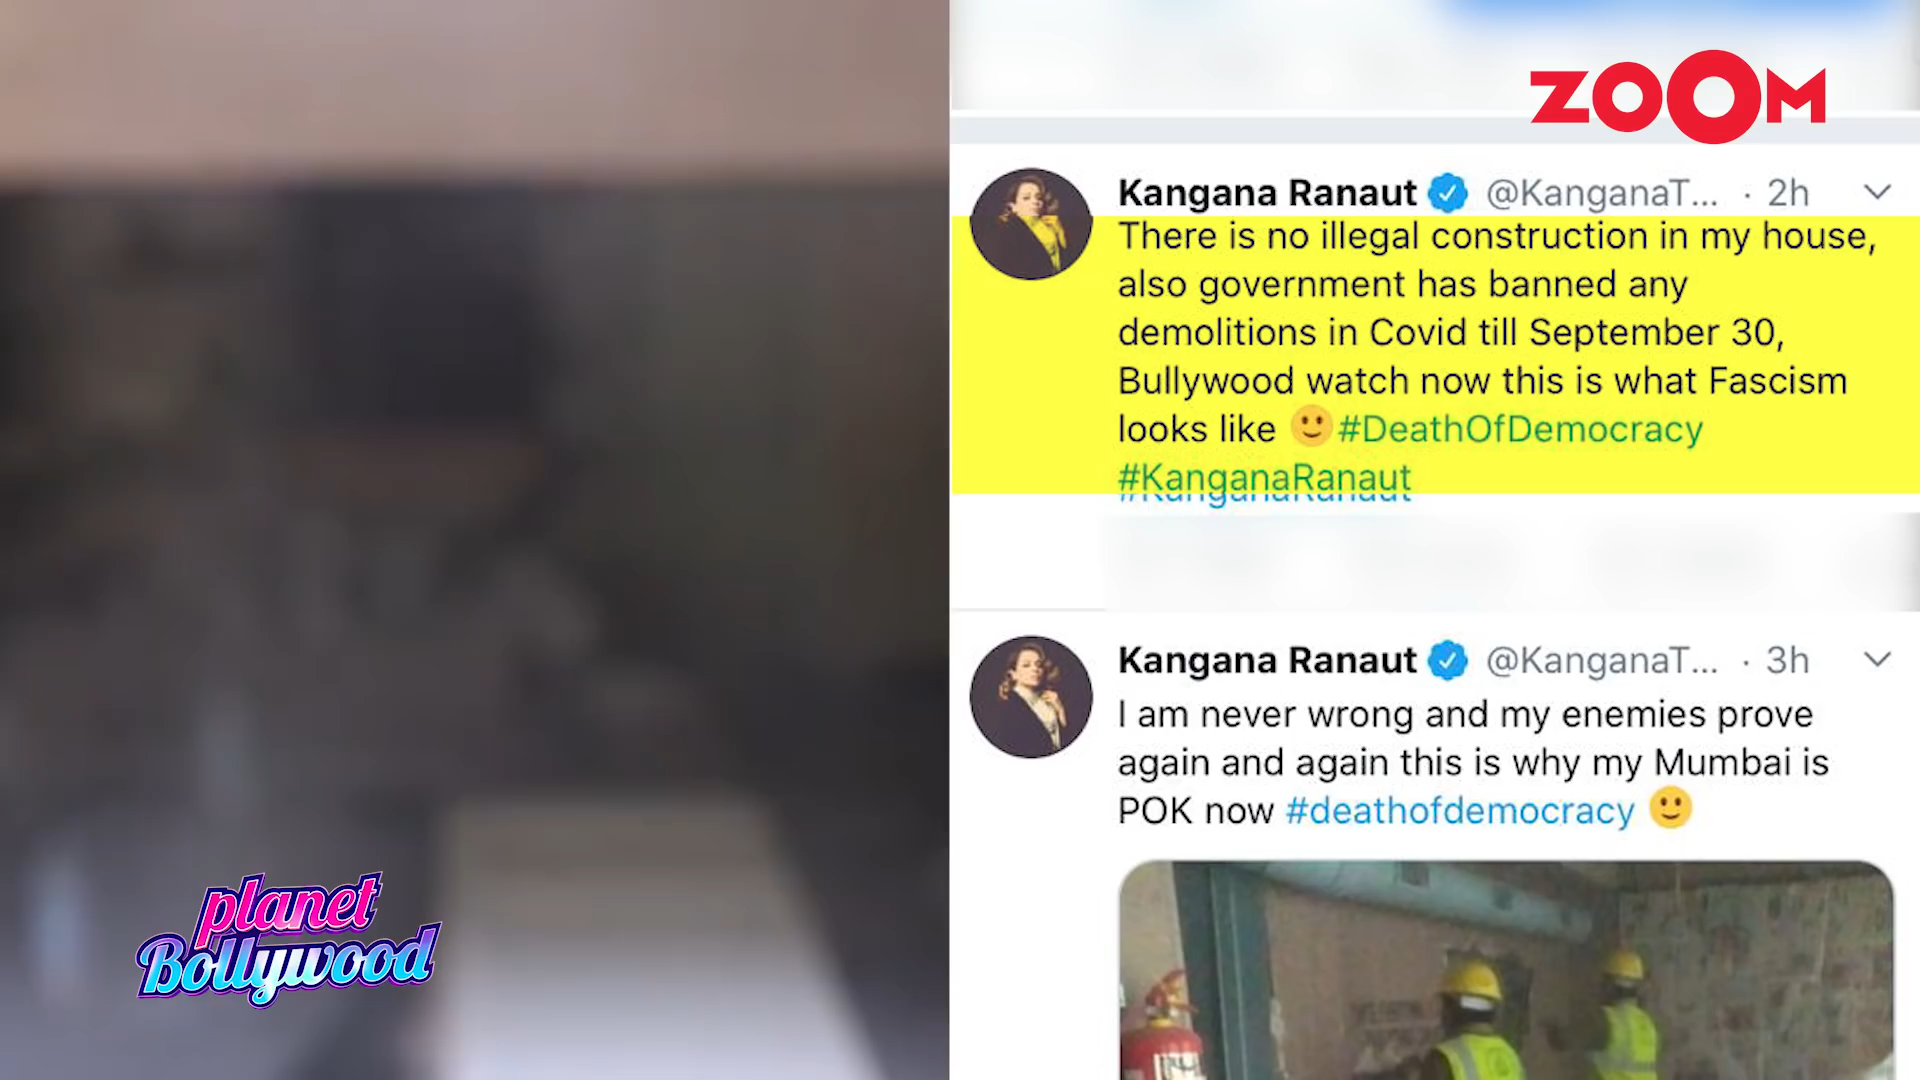 ZOOM
Kangana Ranaut @KanganaT... · 2h
There is no illegal construction in my house,
also government has banned any
demolitions in Covid till September 30,
Bullywood watch now this is what Fascism
looks like 🙂 #DeathOfDemocracy
#KanganaRanaut
Kangana Ranaut @KanganaT... · 3h
I am never wrong and my enemies prove
again and again this is why my Mumbai is
POK now #deathofdemocracy 🙂
planet
Bollywood